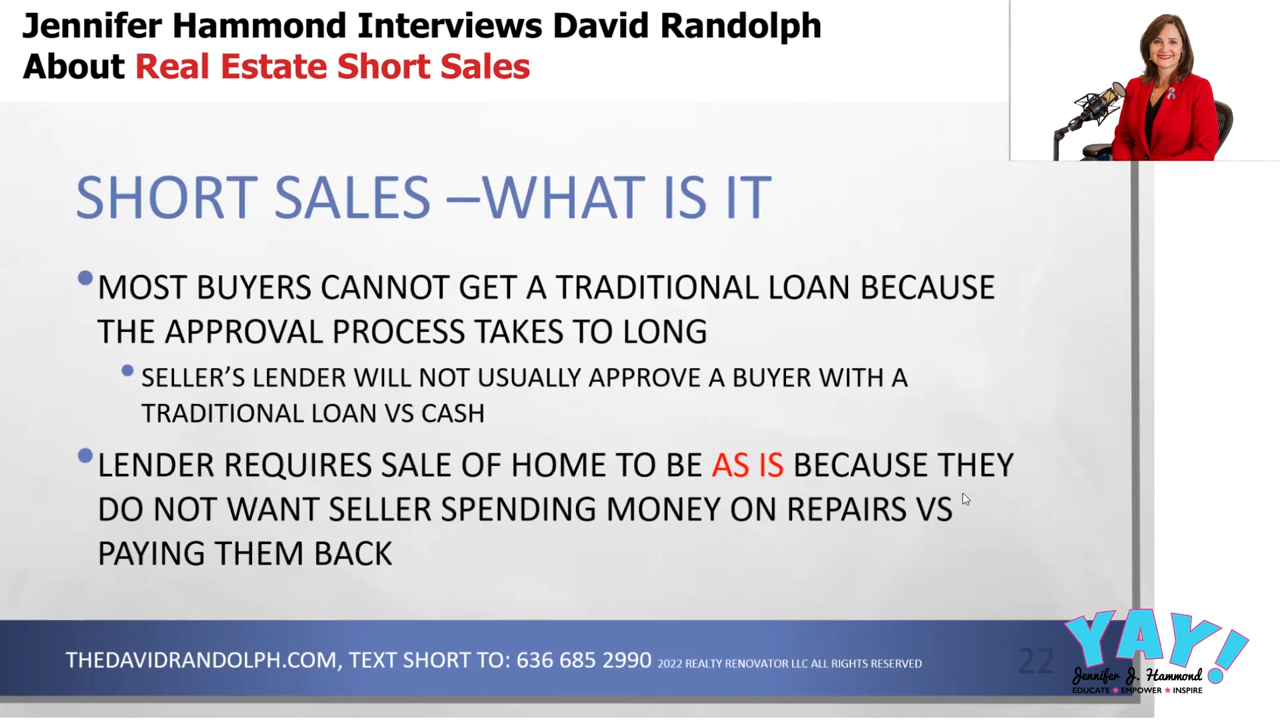 Jennifer Hammond Interviews David Randolph
About Real Estate Short Sales
SHORT SALES –WHAT IS IT
•MOST BUYERS CANNOT GET A TRADITIONAL LOAN BECAUSE
THE APPROVAL PROCESS TAKES TO LONG
•SELLER’S LENDER WILL NOT USUALLY APPROVE A BUYER WITH A
TRADITIONAL LOAN VS CASH
•LENDER REQUIRES SALE OF HOME TO BE AS IS BECAUSE THEY
DO NOT WANT SELLER SPENDING MONEY ON REPAIRS VS
PAYING THEM BACK
THEDAVIDRANDOLPH.COM, TEXT SHORT TO: 636 685 2990 2022 REALTY RENOVATOR LLC ALL RIGHTS RESERVED
22
YAY!
Jennifer J. Hammond
EDUCATE ★ EMPOWER ★ INSPIRE